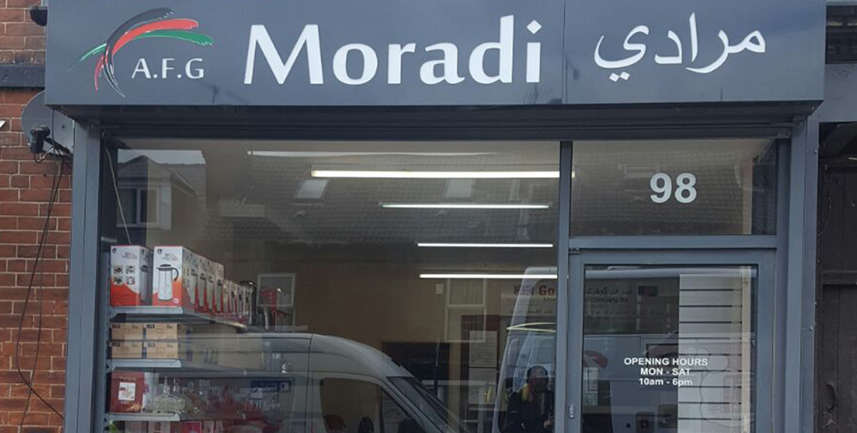 A.F.G
Moradi
مرادي
98
OPENING HOURS
MON - SAT
10am - 6pm